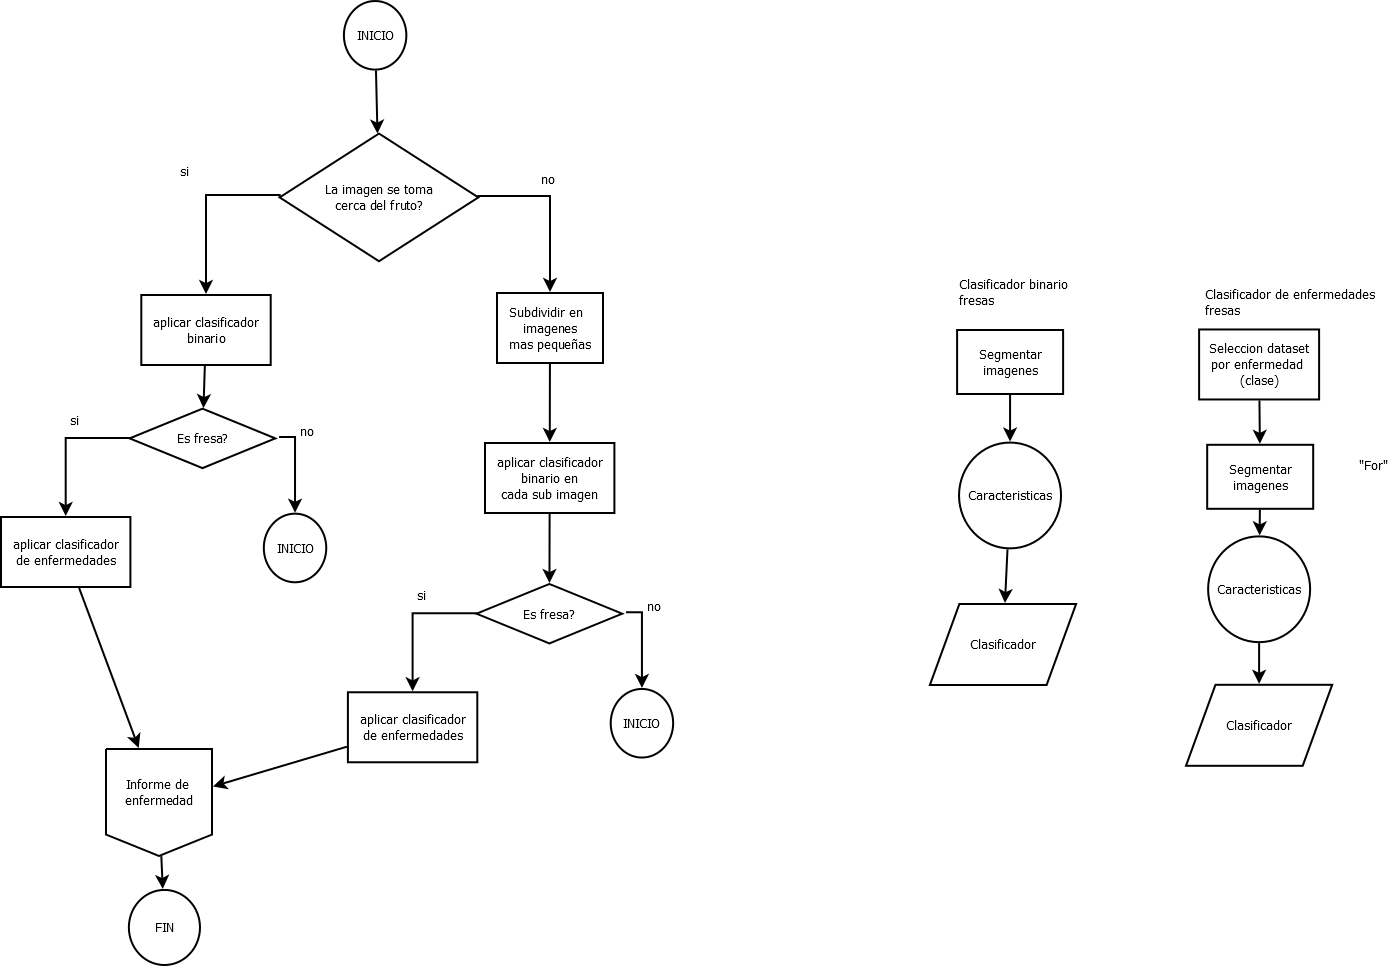 INICIO
si
no
La imagen se toma
cerca del fruto?
aplicar clasificador
binario
Subdividir en
imagenes
mas pequeñas
si
Es fresa?
no
aplicar clasificador
binario en
cada sub imagen
aplicar clasificador
de enfermedades
INICIO
si
Es fresa?
no
aplicar clasificador
de enfermedades
INICIO
Informe de
enfermedad
FIN
Clasificador binario
fresas
Segmentar
imagenes
Caracteristicas
Clasificador
Clasificador de enfermedades
fresas
Seleccion dataset
por enfermedad
(clase)
Segmentar
imagenes
"For"
Caracteristicas
Clasificador